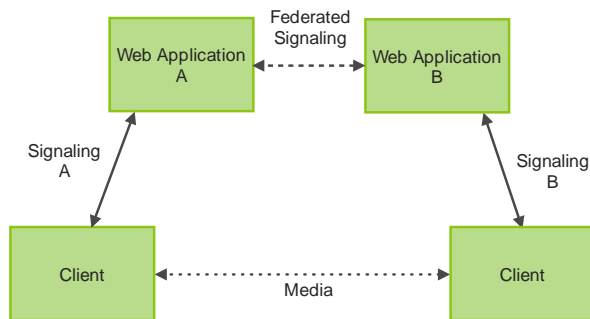 Federated
Signaling
Web Application
A
Web Application
B
Signaling
A
Signaling
B
Client
Client
Media